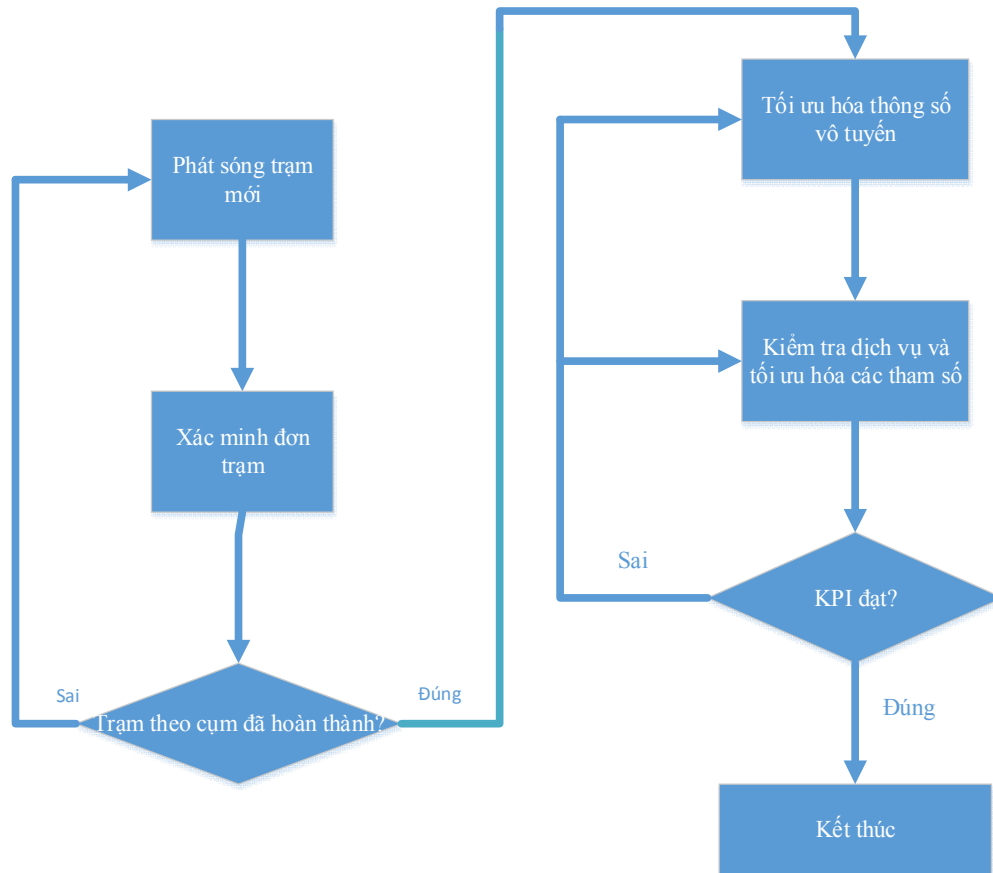 Phát sóng trạm
mới
Xác minh đơn
trạm
Sai
Trạm theo cụm đã hoàn thành?
Đúng
Tối ưu hóa thông số
vô tuyến
Kiểm tra dịch vụ và
tối ưu hóa các tham số
Sai
KPI đạt?
Đúng
Kết thúc